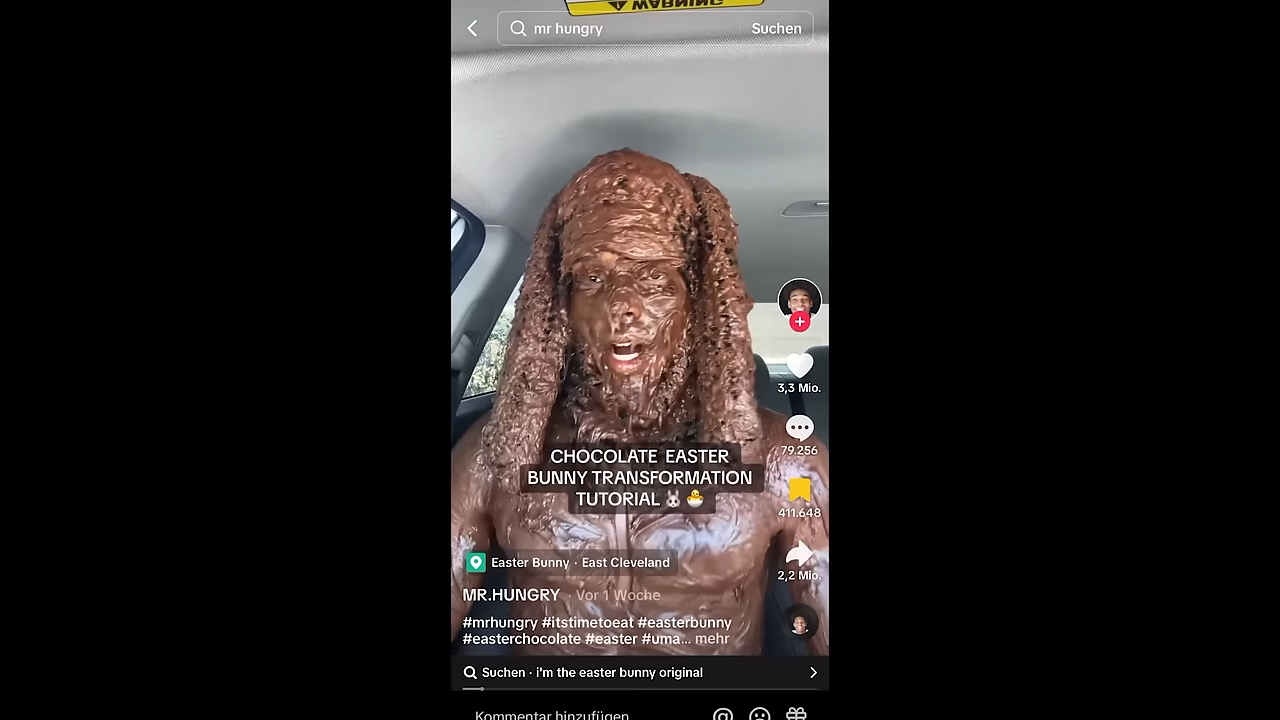 WARNING
mr hungry
Suchen
CHOCOLATE EASTER
BUNNY TRANSFORMATION
TUTORIAL 🐰🐣
3,3 Mio.
79.256
411.648
2,2 Mio.
Easter Bunny · East Cleveland
MR.HUNGRY · Vor 1 Woche
#mrhungry #itstimetoeat #easterbunny
#easterchocolate #easter #uma... mehr
Suchen · i'm the easter bunny original
Kommentar hinzufügen